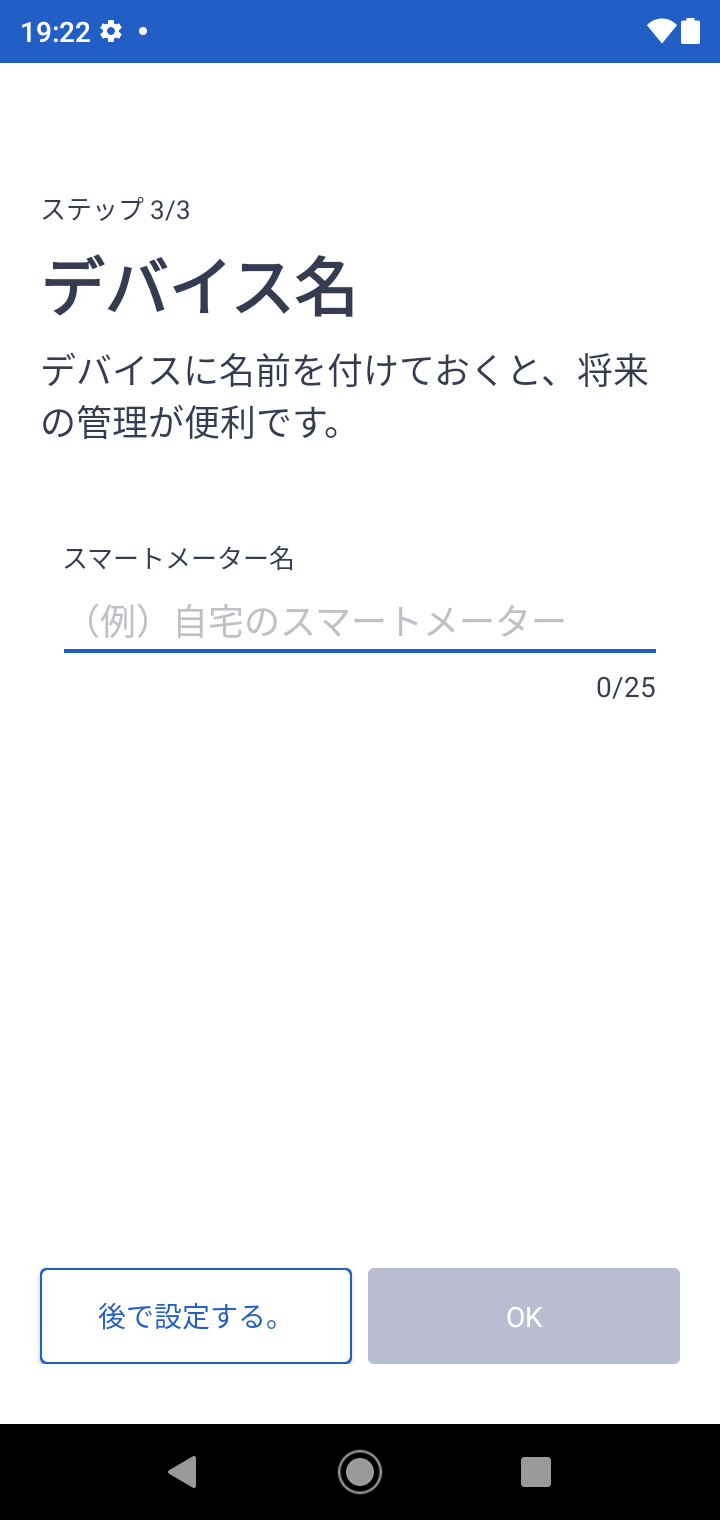 19:22
ステップ 3/3
デバイス名
デバイスに名前を付けておくと、将来
の管理が便利です。
スマートメーター名
（例）自宅のスマートメーター
0/25
後で設定する。
OK